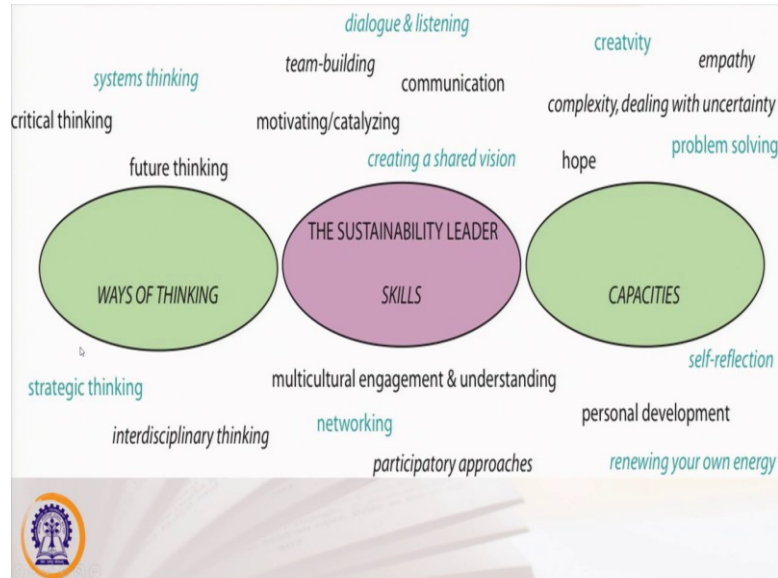 dialogue & listening
creatvity
team-building
empathy
systems thinking
communication
complexity, dealing with uncertainty
critical thinking
motivating/catalyzing
problem solving
future thinking
creating a shared vision
hope
THE SUSTAINABILITY LEADER
WAYS OF THINKING
SKILLS
CAPACITIES
self-reflection
strategic thinking
multicultural engagement & understanding
personal development
interdisciplinary thinking
networking
participatory approaches
renewing your own energy